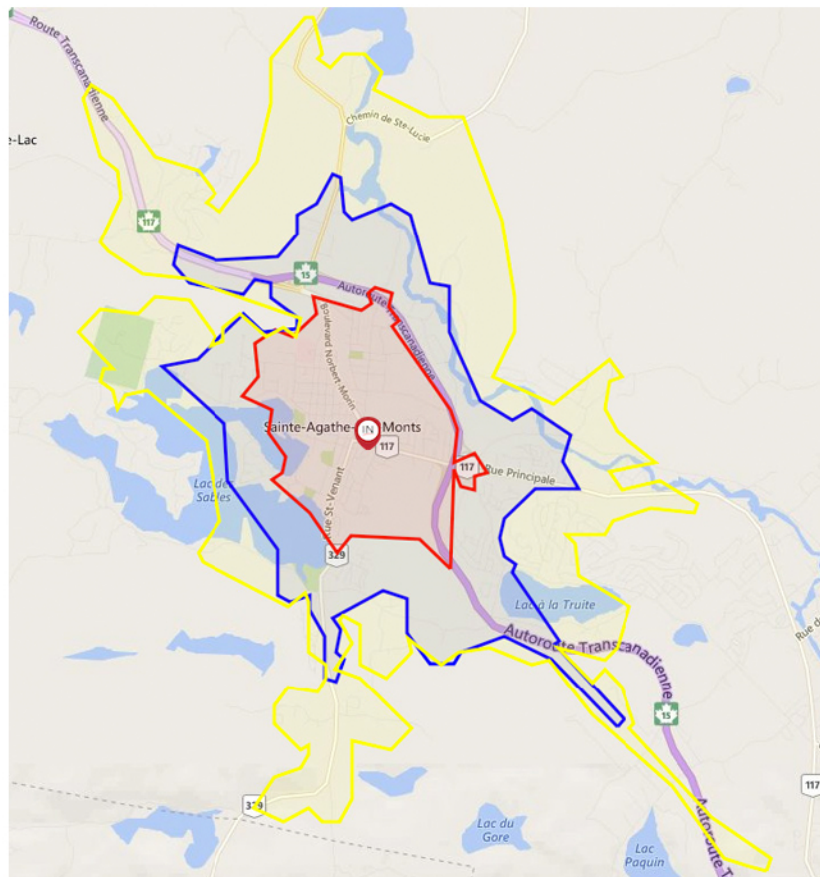 Route Transcanadienne
Chemin de Ste-Lucie
e-Lac
117
15
Autoroute Transcanadienne
Boulevard Norbert-Morin
IN
Sainte-Agathe- Monts
117
117
Rue Principale
Lac des
Sables
Rue St-Venant
329
Lac à la Truite
Autoroute Transcanadienne
Rue de
15
117
329
Autoroute T
Lac du
Gore
Lac
Paquin